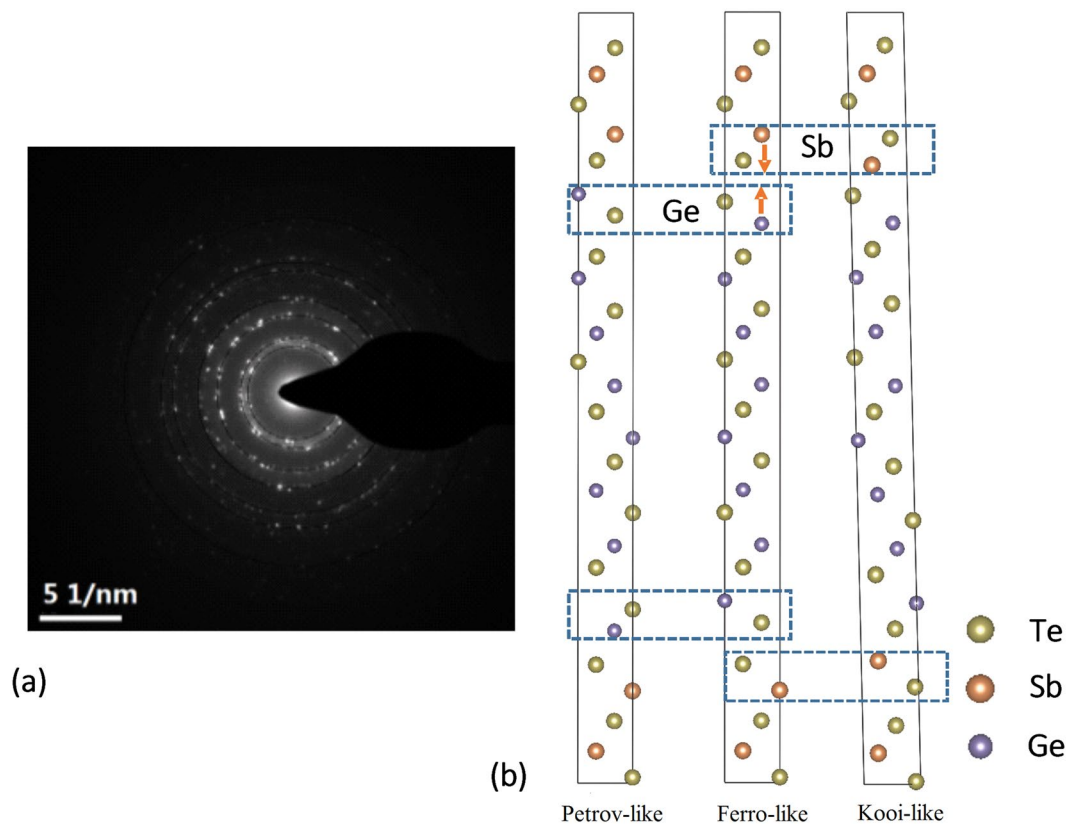 Sb
Ge
5 1/nm
Te
Sb
Ge
(a)
(b)
Petrov-like
Ferro-like
Kooi-like